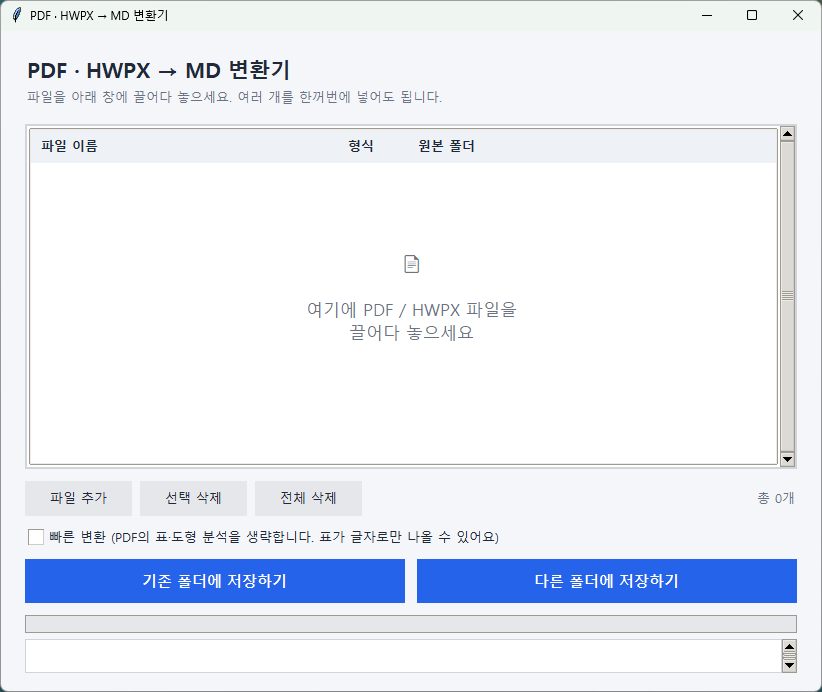 PDF · HWPX → MD 변환기
PDF · HWPX → MD 변환기
파일을 아래 창에 끌어다 놓으세요. 여러 개를 한꺼번에 넣어도 됩니다.
파일 이름 형식 원본 폴더
여기에 PDF / HWPX 파일을
끌어다 놓으세요
파일 추가 선택 삭제 전체 삭제 총 0개
빠른 변환 (PDF의 표·도형 분석을 생략합니다. 표가 글자로만 나올 수 있어요)
기존 폴더에 저장하기 다른 폴더에 저장하기